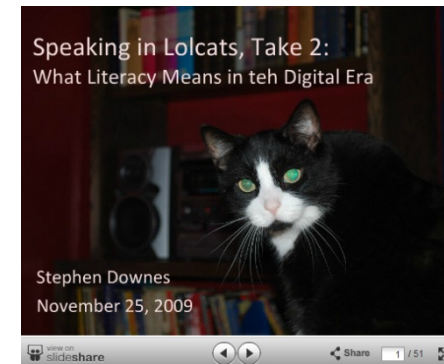 Speaking in Lolcats, Take 2:
What Literacy Means in teh Digital Era
Stephen Downes
November 25, 2009
view on
slideshare
Share 1 / 51